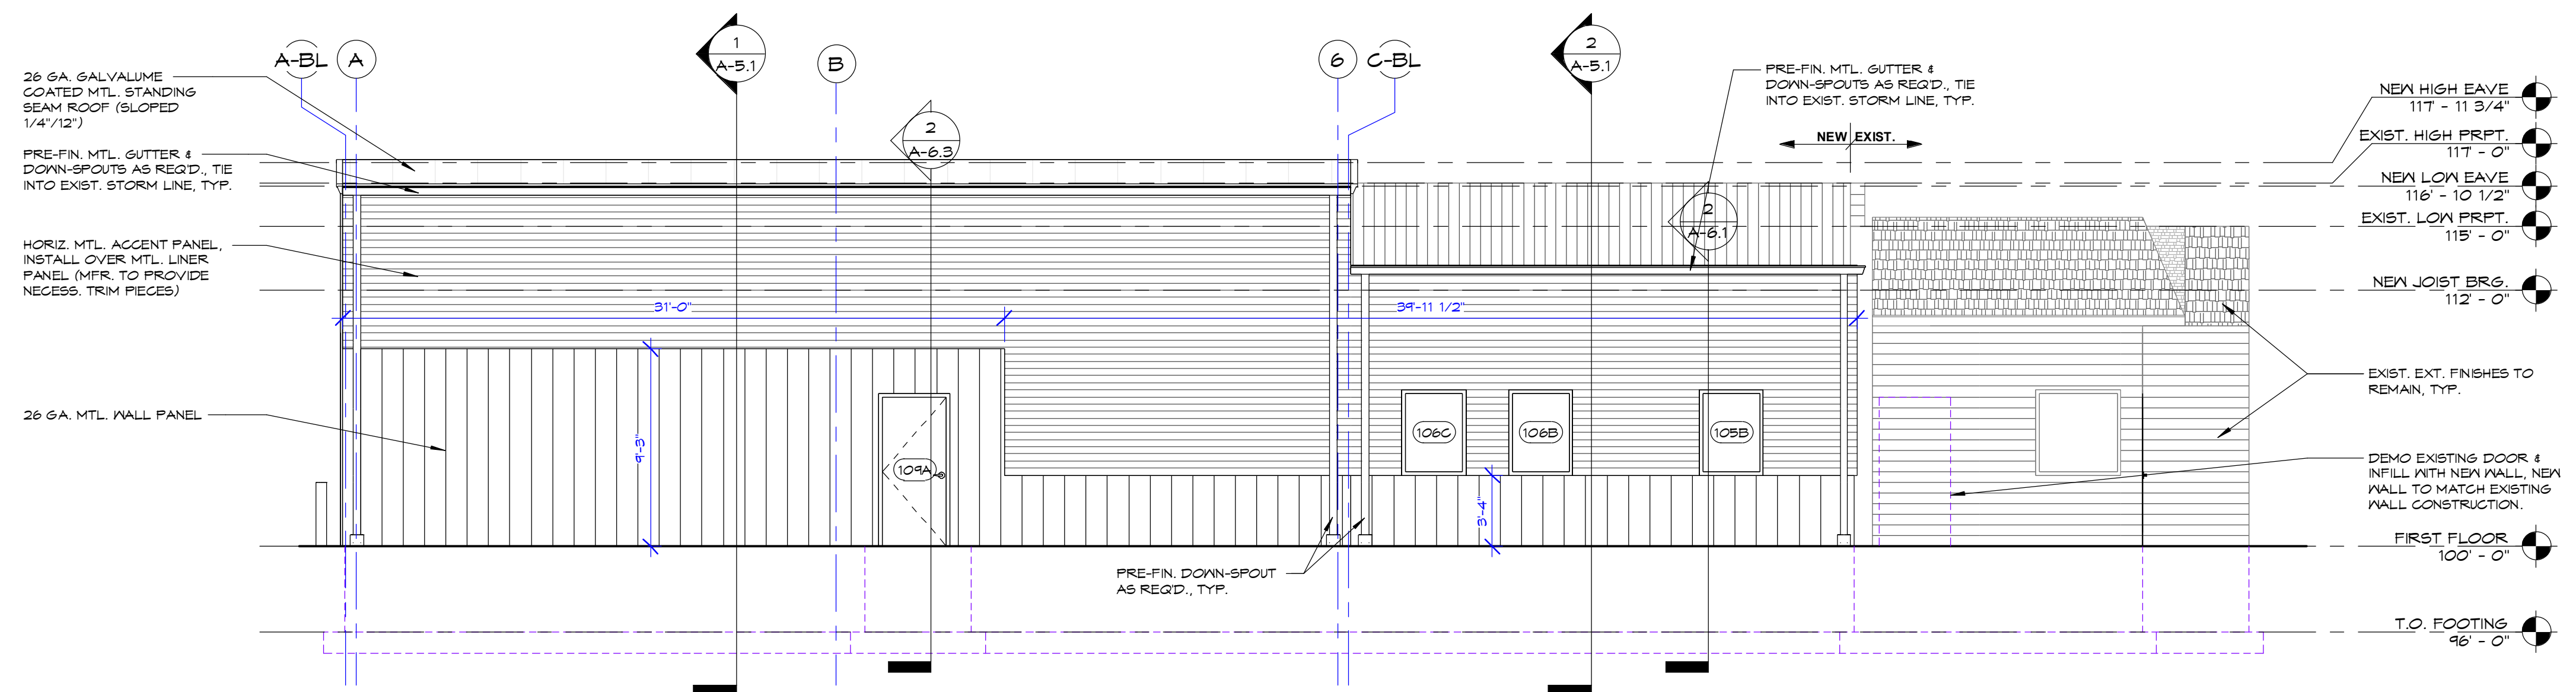 A-BL
A
1
A-5.1
B
2
A-6.3
6
C-BL
2
A-5.1
2
A-6.1
26 GA. GALVALUME
COATED MTL. STANDING
SEAM ROOF (SLOPED
1/4"/12")
PRE-FIN. MTL. GUTTER &
DOWN-SPOUTS AS REQ'D., TIE
INTO EXIST. STORM LINE, TYP.
HORIZ. MTL. ACCENT PANEL,
INSTALL OVER MTL. LINER
PANEL (MFR. TO PROVIDE
NECESS. TRIM PIECES)
26 GA. MTL. WALL PANEL
PRE-FIN. MTL. GUTTER &
DOWN-SPOUTS AS REQ'D., TIE
INTO EXIST. STORM LINE, TYP.
NEW EXIST.
31'-0"
39'-11 1/2"
9'-3"
3'-4"
109A
106C
106B
105B
PRE-FIN. DOWN-SPOUT
AS REQ'D., TYP.
NEW HIGH EAVE
117' - 11 3/4"
EXIST. HIGH PRPT.
117' - 0"
NEW LOW EAVE
116' - 10 1/2"
EXIST. LOW PRPT.
115' - 0"
NEW JOIST BRG.
112' - 0"
EXIST. EXT. FINISHES TO
REMAIN, TYP.
DEMO EXISTING DOOR &
INFILL WITH NEW WALL, NEW
WALL TO MATCH EXISTING
WALL CONSTRUCTION.
FIRST FLOOR
100' - 0"
T.O. FOOTING
96' - 0"